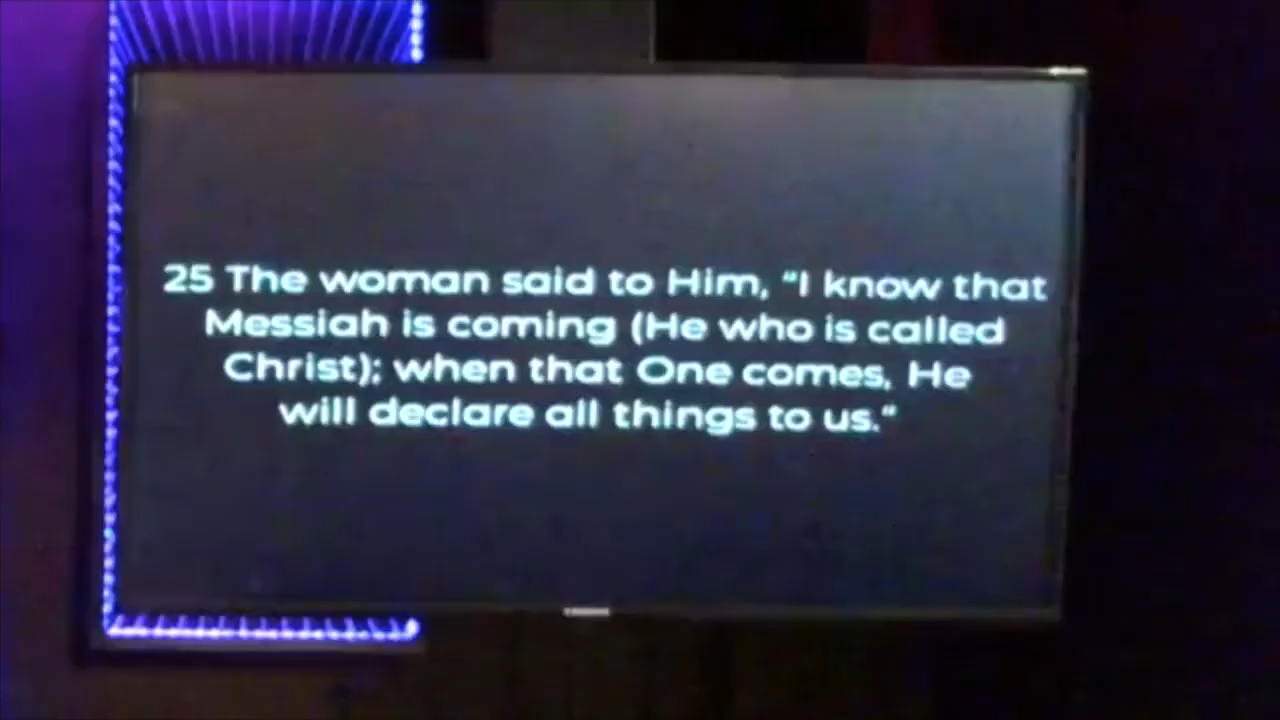 25 The woman said to Him, “I know that
Messiah is coming (He who is called
Christ); when that One comes, He
will declare all things to us.“